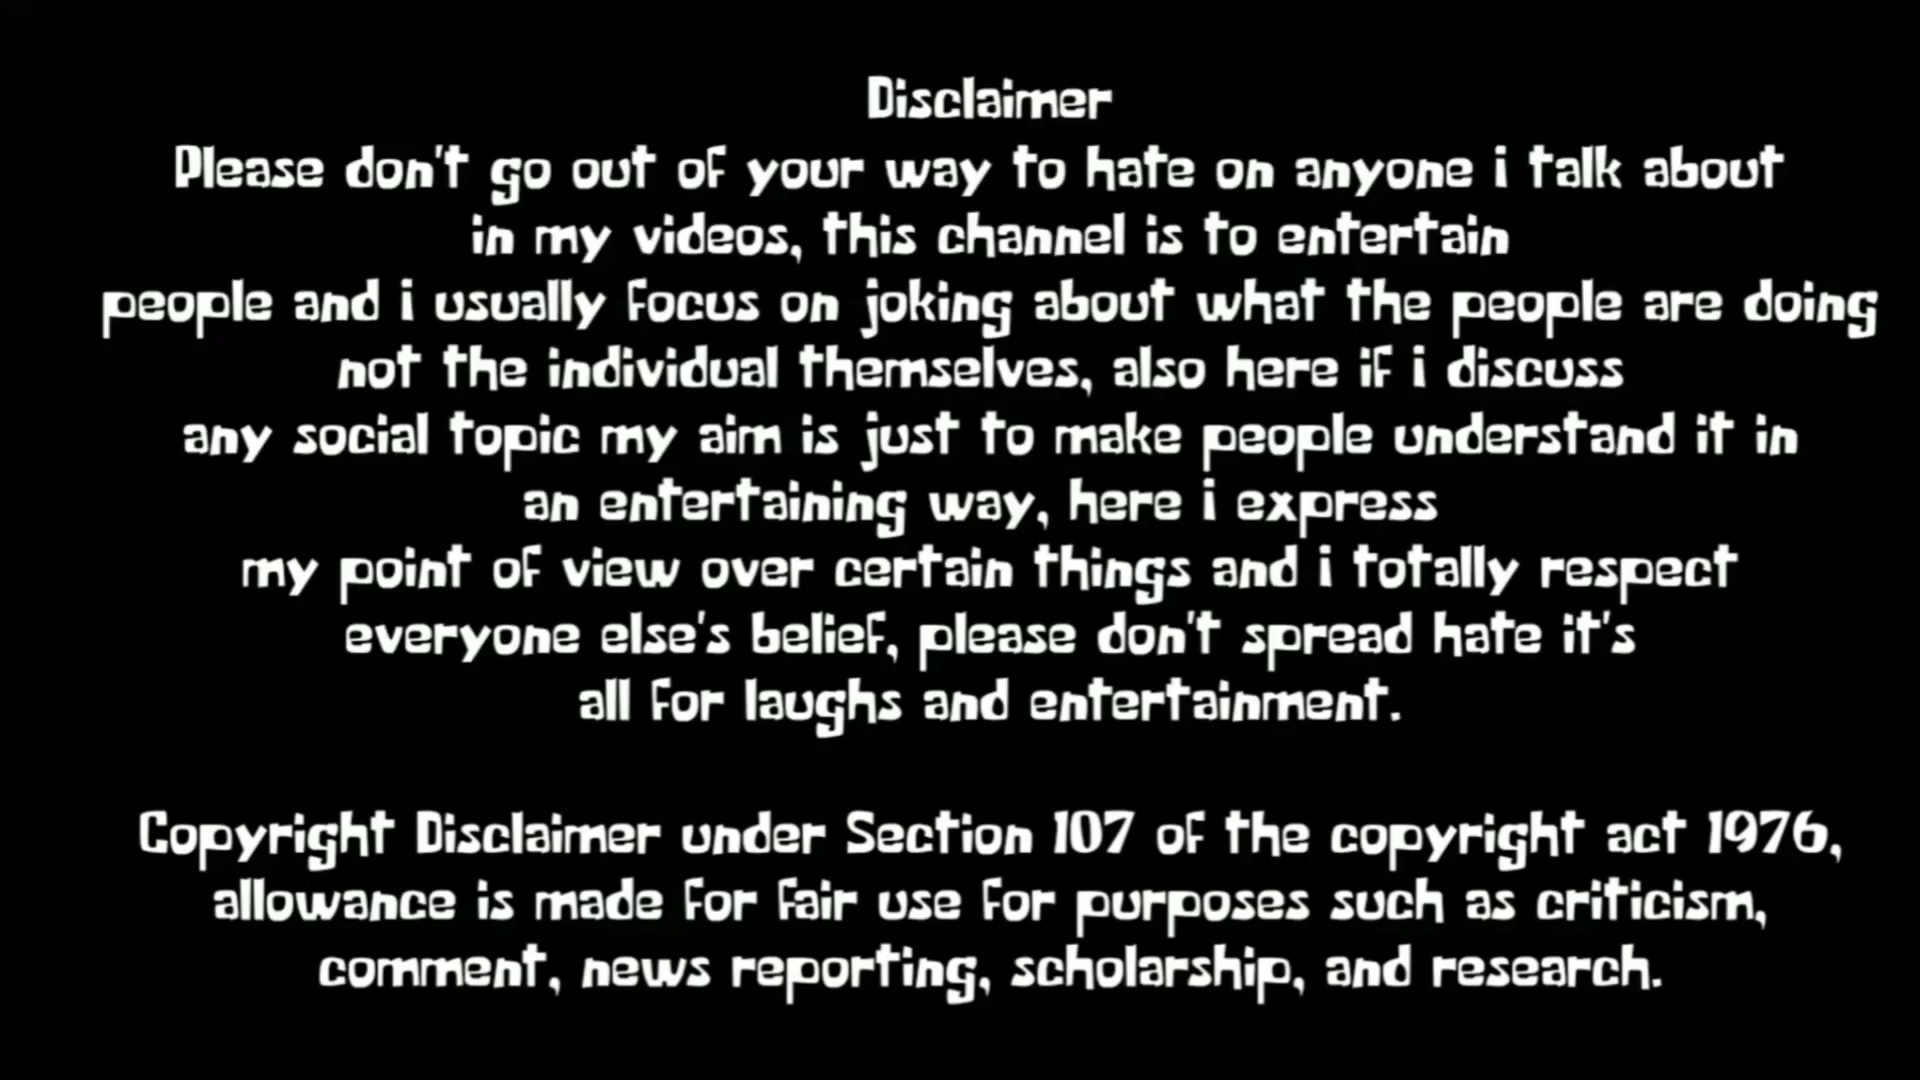 Disclaimer
Please don't go out of your way to hate on anyone i talk about
in my videos, this channel is to entertain
people and i usually focus on joking about what the people are doing
not the individual themselves, also here if i discuss
any social topic my aim is just to make people understand it in
an entertaining way, here i express
my point of view over certain things and i totally respect
everyone else's belief, please don't spread hate it's
all for laughs and entertainment.
Copyright Disclaimer under Section 107 of the copyright act 1976,
allowance is made for fair use for purposes such as criticism,
comment, news reporting, scholarship, and research.